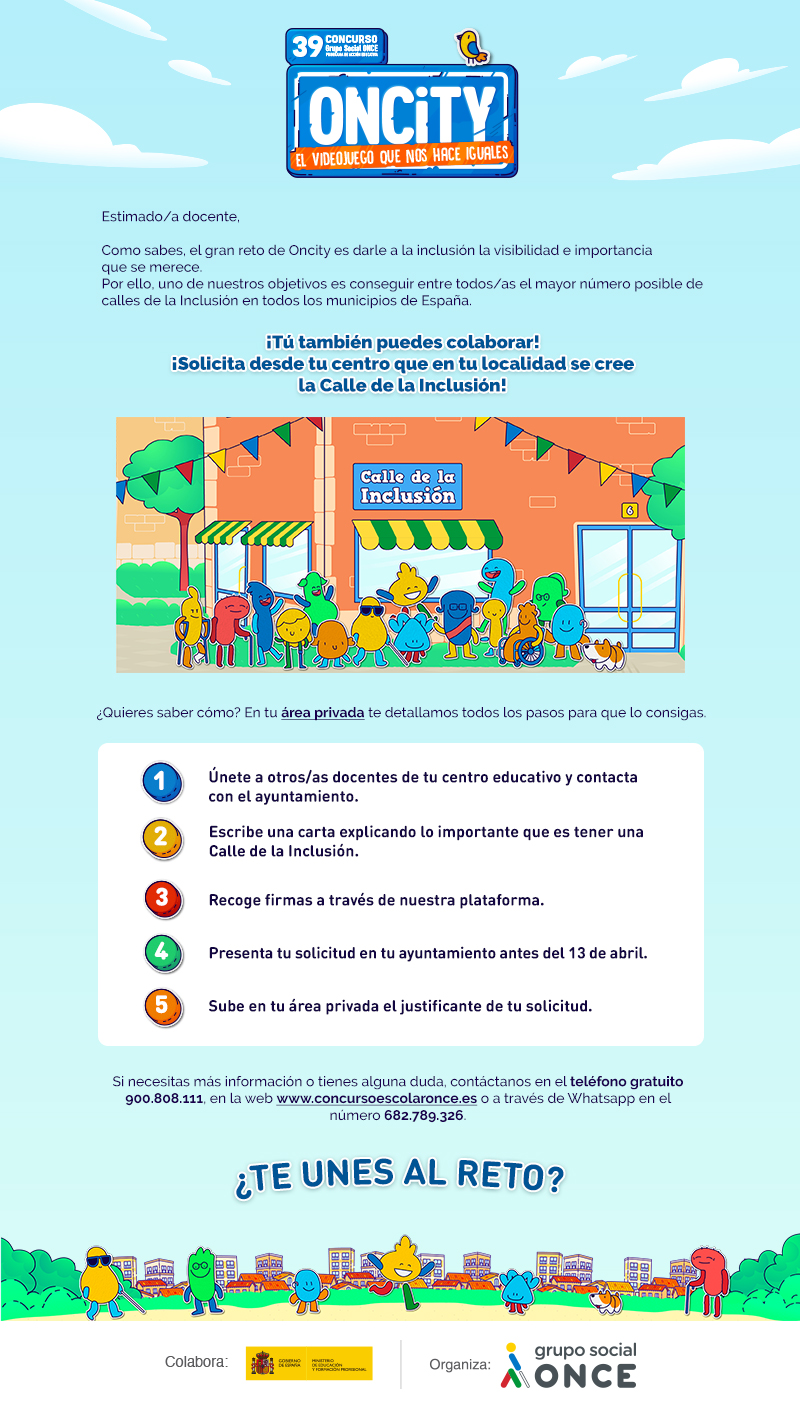 39 CONCURSO
Grupo Social ONCE
PROGRAMA DE ACCIÓN EDUCATIVA
ONCiTY
EL VIDEOJUEGO QUE NOS HACE IGUALES
Estimado/a docente,
Como sabes, el gran reto de Oncity es darle a la inclusión la visibilidad e importancia
que se merece.
Por ello, uno de nuestros objetivos es conseguir entre todos/as el mayor número posible de
calles de la Inclusión en todos los municipios de España.
¡Tú también puedes colaborar!
¡Solicita desde tu centro que en tu localidad se cree
la Calle de la Inclusión!
Calle de la
Inclusión
6
¿Quieres saber cómo? En tu área privada te detallamos todos los pasos para que lo consigas.
1 Únete a otros/as docentes de tu centro educativo y contacta
con el ayuntamiento.
2 Escribe una carta explicando lo importante que es tener una
Calle de la Inclusión.
3 Recoge firmas a través de nuestra plataforma.
4 Presenta tu solicitud en tu ayuntamiento antes del 13 de abril.
5 Sube en tu área privada el justificante de tu solicitud.
Si necesitas más información o tienes alguna duda, contáctanos en el teléfono gratuito
900.808.111, en la web www.concursoescolaronce.es o a través de Whatsapp en el
número 682.789.326.
¿TE UNES AL RETO?
Colabora:
GOBIERNO
DE ESPAÑA
MINISTERIO
DE EDUCACIÓN
Y FORMACIÓN PROFESIONAL
Organiza:
grupo social
ONCE